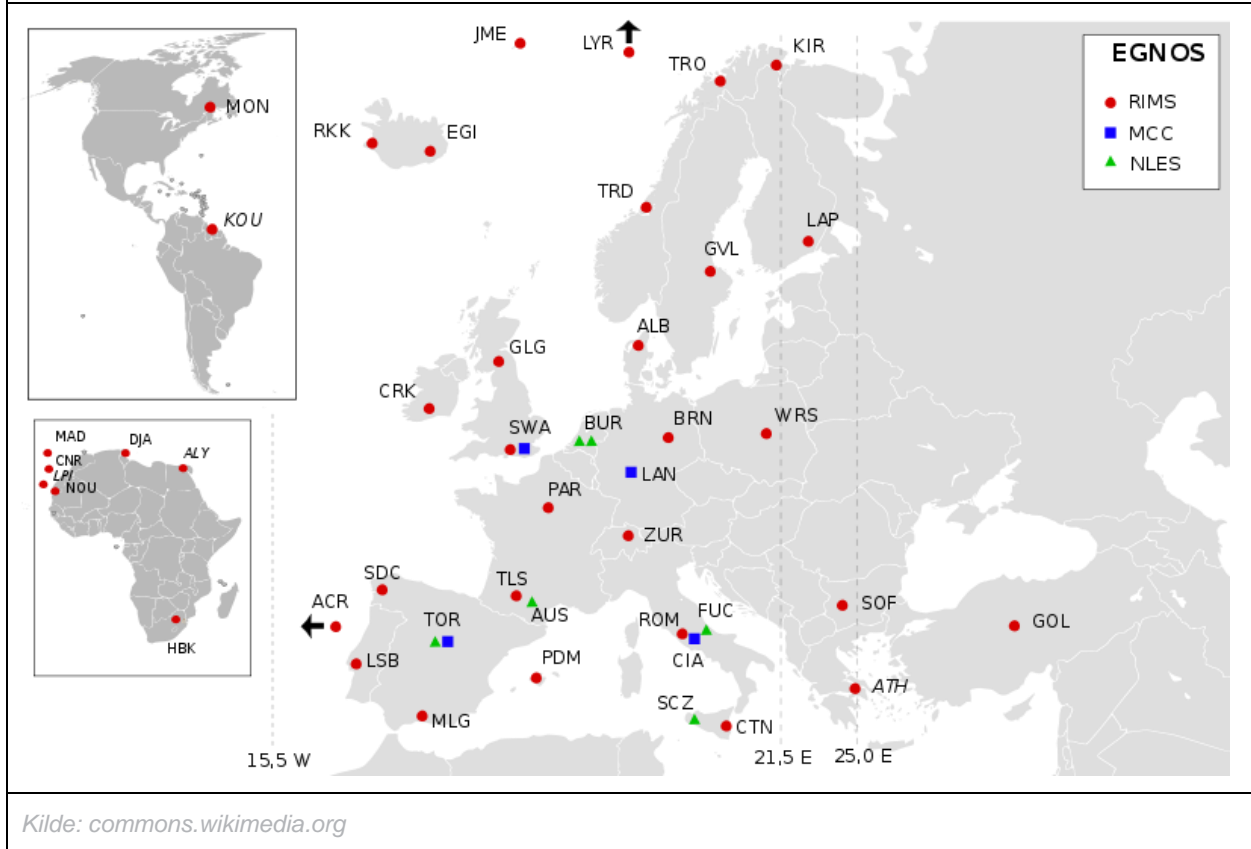 JME
LYR
KIR
TRO
EGNOS
RIMS
MCC
NLES
MON
KOU
RKK
EGI
TRD
LAP
GVL
ALB
GLG
CRK
SWA
BUR
BRN
WRS
LAN
PAR
ZUR
MAD
DJA
ALY
CNR
LPI
NOU
HBK
SDC
TLS
ACR
AUS
TOR
ROM
FUC
SOF
GOL
LSB
PDM
CIA
ATH
SCZ
MLG
CTN
15,5 W
21,5 E
25,0 E
Kilde: commons.wikimedia.org